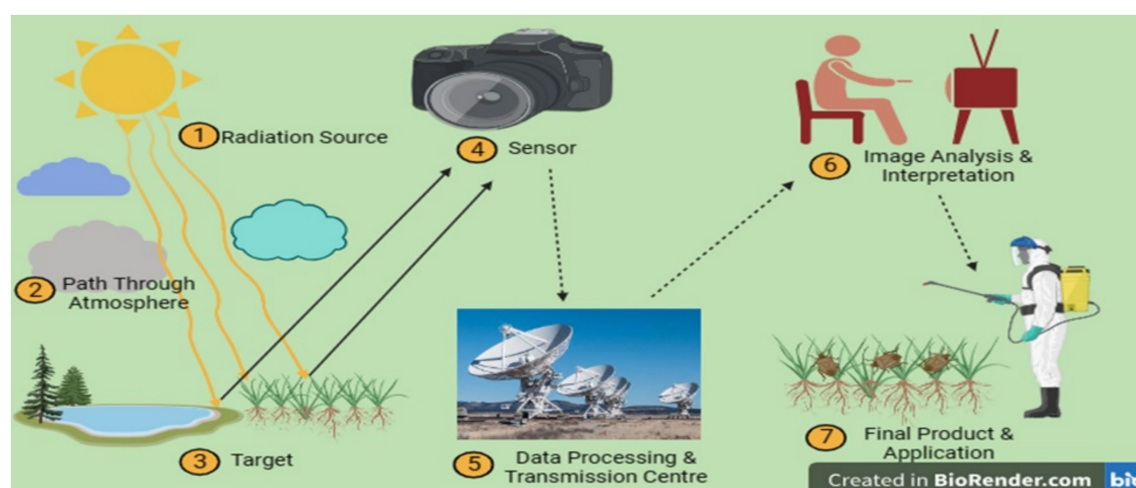 1 Radiation Source
2 Path Through
Atmosphere
3 Target
4 Sensor
5 Data Processing &
Transmission Centre
6 Image Analysis &
Interpretation
7 Final Product &
Application
Created in BioRender.com